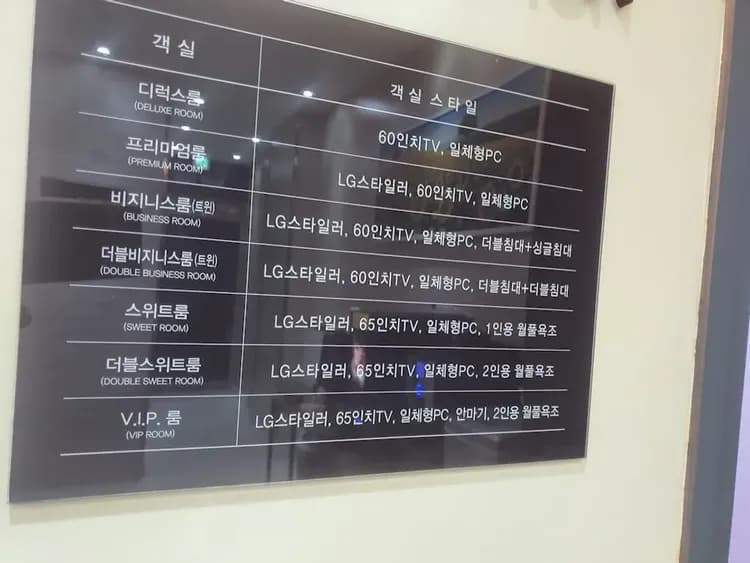 객실
객실 스타일
디럭스룸
(DELUXE ROOM)
60인치TV, 일체형PC
프리미엄룸
(PREMIUM ROOM)
LG스타일러, 60인치TV, 일체형PC
비지니스룸(트윈)
(BUSINESS ROOM)
LG스타일러, 60인치TV, 일체형PC, 더블침대+싱글침대
더블비지니스룸(트윈)
(DOUBLE BUSINESS ROOM)
LG스타일러, 60인치TV, 일체형PC, 더블침대+더블침대
스위트룸
(SWEET ROOM)
LG스타일러, 65인치TV, 일체형PC, 1인용 월풀욕조
더블스위트룸
(DOUBLE SWEET ROOM)
LG스타일러, 65인치TV, 일체형PC, 2인용 월풀욕조
V.I.P. 룸
(VIP ROOM)
LG스타일러, 65인치TV, 일체형PC, 안마기, 2인용 월풀욕조